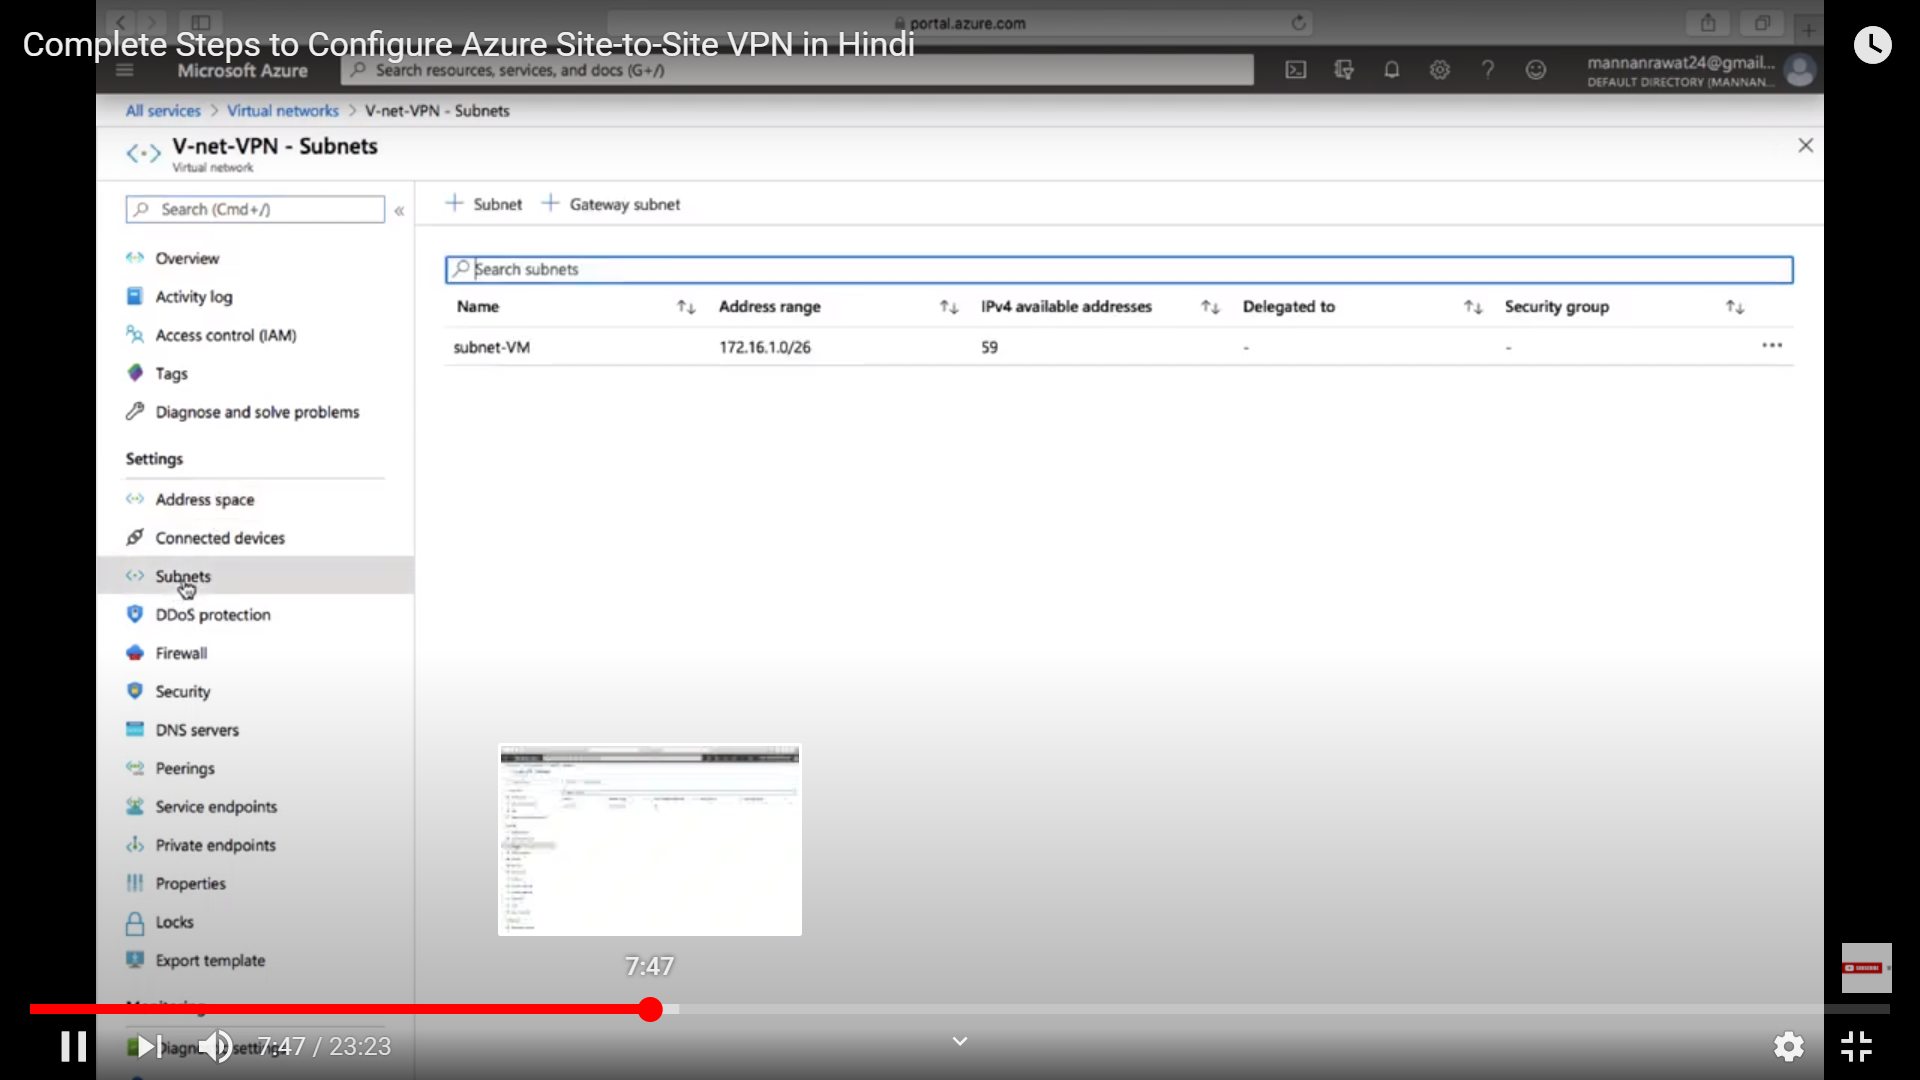 portal.azure.com
Complete Steps to Configure Azure Site-to-Site VPN in Hindi
Microsoft Azure
Search resources, services, and docs (G+/)
mannanrawat24@gmail...
DEFAULT DIRECTORY (MANNAN...
All services > Virtual networks > V-net-VPN - Subnets
V-net-VPN - Subnets
Virtual network
Search (Cmd+/)
Subnet
Gateway subnet
Search subnets
Name
Address range
IPv4 available addresses
Delegated to
Security group
subnet-VM
172.16.1.0/26
59
-
-
Overview
Activity log
Access control (IAM)
Tags
Diagnose and solve problems
Settings
Address space
Connected devices
Subnets
DDoS protection
Firewall
Security
DNS servers
Peerings
Service endpoints
Private endpoints
Properties
Locks
Export template
7:47
SUBSCRIBE
7:47 / 23:23